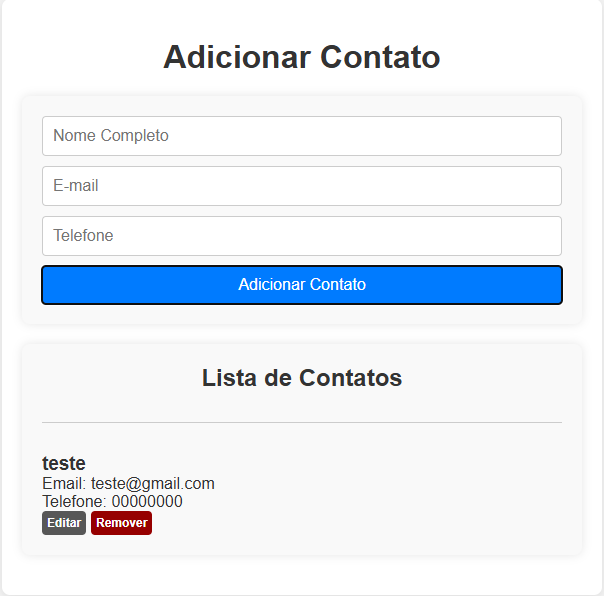 Adicionar Contato
Nome Completo
E-mail
Telefone
Adicionar Contato
Lista de Contatos
teste
Email: teste@gmail.com
Telefone: 00000000
Editar Remover